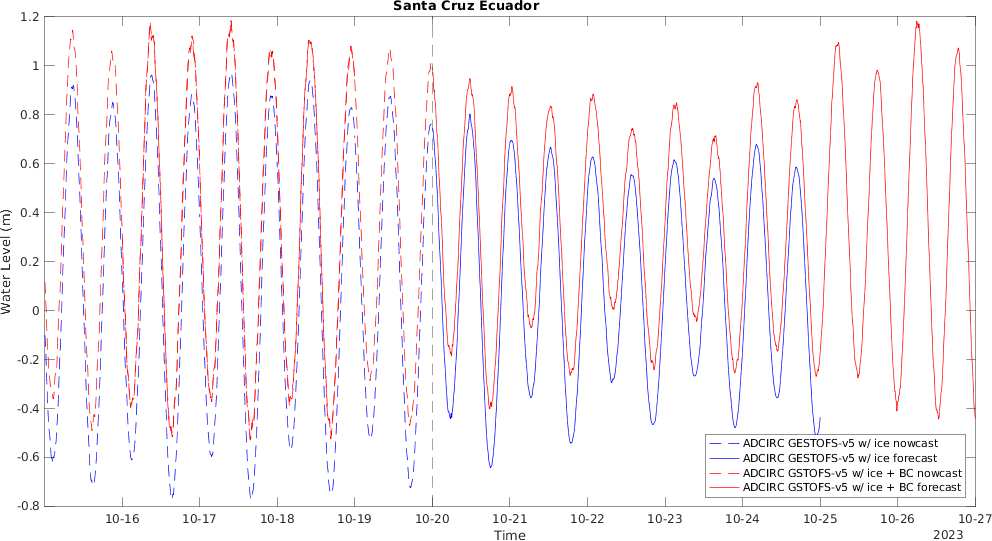 Santa Cruz Ecuador
1.2
1
0.8
0.6
0.4
0.2
0
-0.2
-0.4
-0.6
-0.8
Water Level (m)
ADCIRC GESTOFS-v5 w/ ice nowcast
ADCIRC GESTOFS-v5 w/ ice forecast
ADCIRC GSTOFS-v5 w/ ice + BC nowcast
ADCIRC GSTOFS-v5 w/ ice + BC forecast
10-16 10-17 10-18 10-19 10-20 10-21 10-22 10-23 10-24 10-25 10-26 10-27
Time
2023